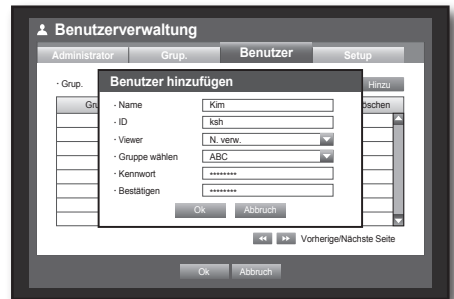 Benutzerverwaltung
Administrator Grup. Benutzer Setup
· Grup. Hinzu
Benutzer hinzufügen
· Name Kim
· ID ksh
· Viewer N. verw.
· Gruppe wählen ABC
· Kennwort ********
· Bestätigen ********
Ok Abbruch
Vorherige/Nächste Seite
Ok Abbruch